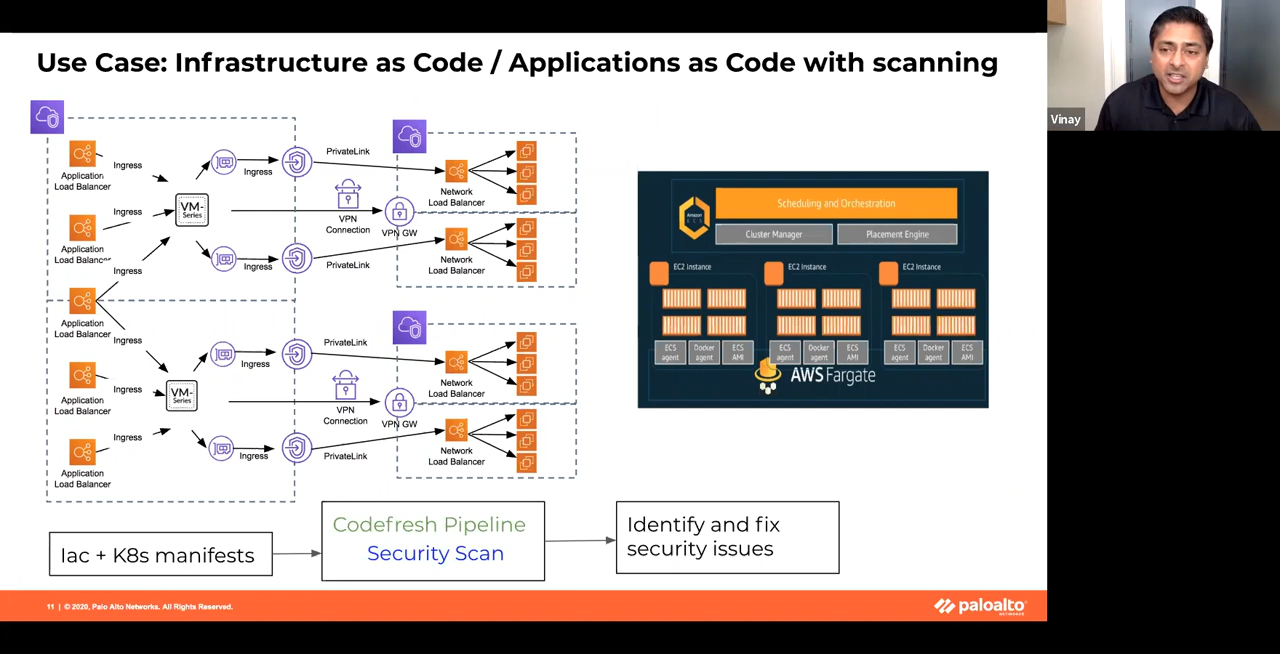 Use Case: Infrastructure as Code / Applications as Code with scanning
Vinay
Application
Load Balancer
Ingress
Application
Load Balancer
Ingress
Application
Load Balancer
Ingress
Ingress
Application
Load Balancer
Ingress
Application
Load Balancer
Ingress
VM-
Series
VM-
Series
Ingress
PrivateLink
VPN
Connection
VPN GW
Ingress
PrivateLink
Network
Load Balancer
Network
Load Balancer
Ingress
PrivateLink
VPN
Connection
VPN GW
Ingress
PrivateLink
Network
Load Balancer
Network
Load Balancer
Amazon
ECS
Scheduling and Orchestration
Cluster Manager
Placement Engine
EC2 Instance
EC2 Instance
EC2 Instance
ECS
agent
Docker
agent
ECS
AMI
ECS
agent
Docker
agent
ECS
AMI
ECS
agent
Docker
agent
ECS
AMI
AWS Fargate
Iac + K8s manifests
Codefresh Pipeline
Security Scan
Identify and fix
security issues
11 | © 2020, Palo Alto Networks. All Rights Reserved.
paloalto
NETWORKS